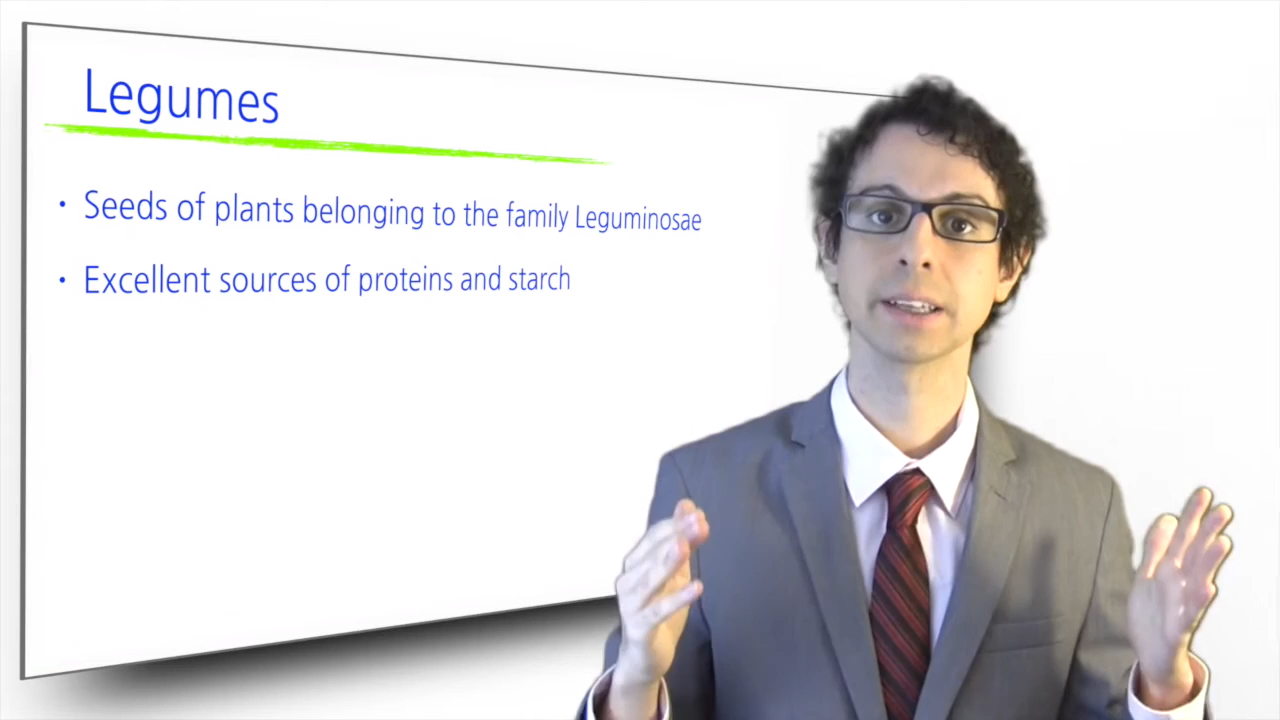 Legumes
• Seeds of plants belonging to the family Leguminosae
• Excellent sources of proteins and starch